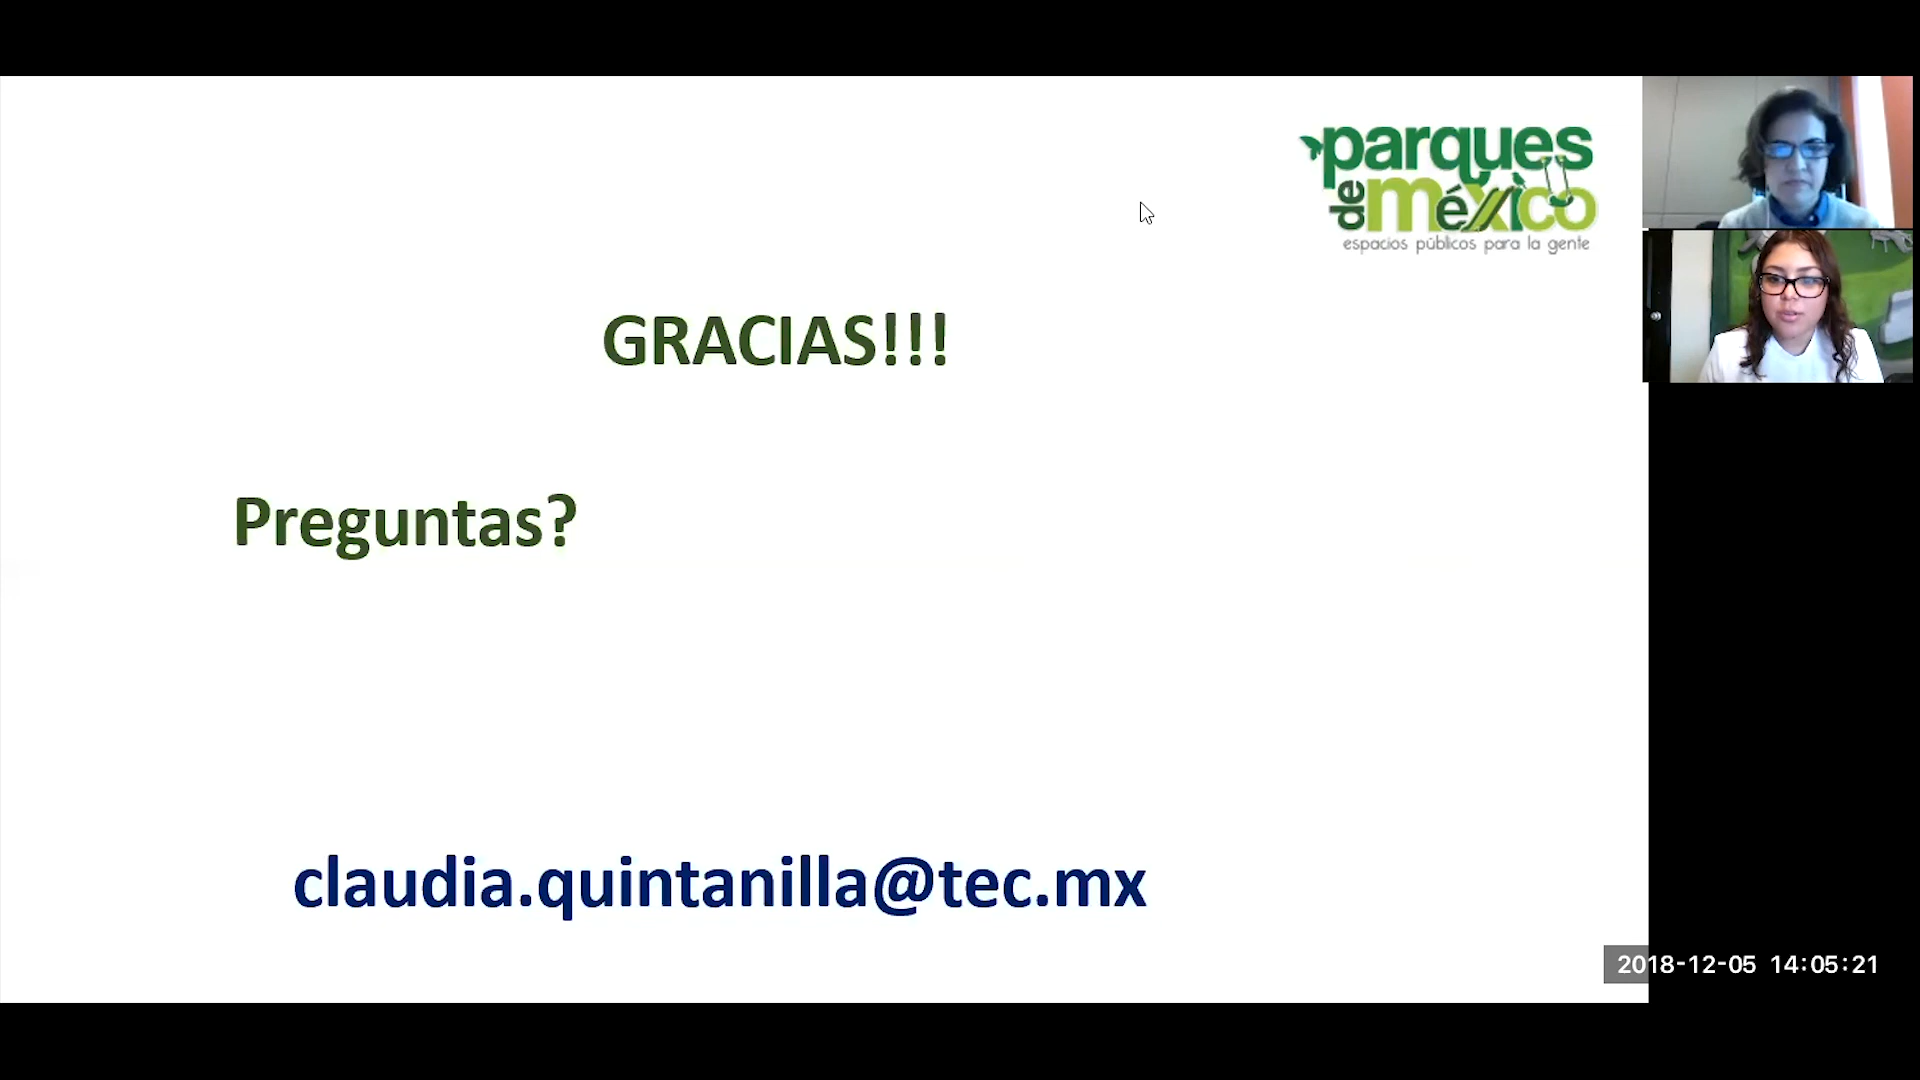 parques
de méxico
espacios públicos para la gente
GRACIAS!!!
Preguntas?
claudia.quintanilla@tec.mx
2018-12-05 14:05:21